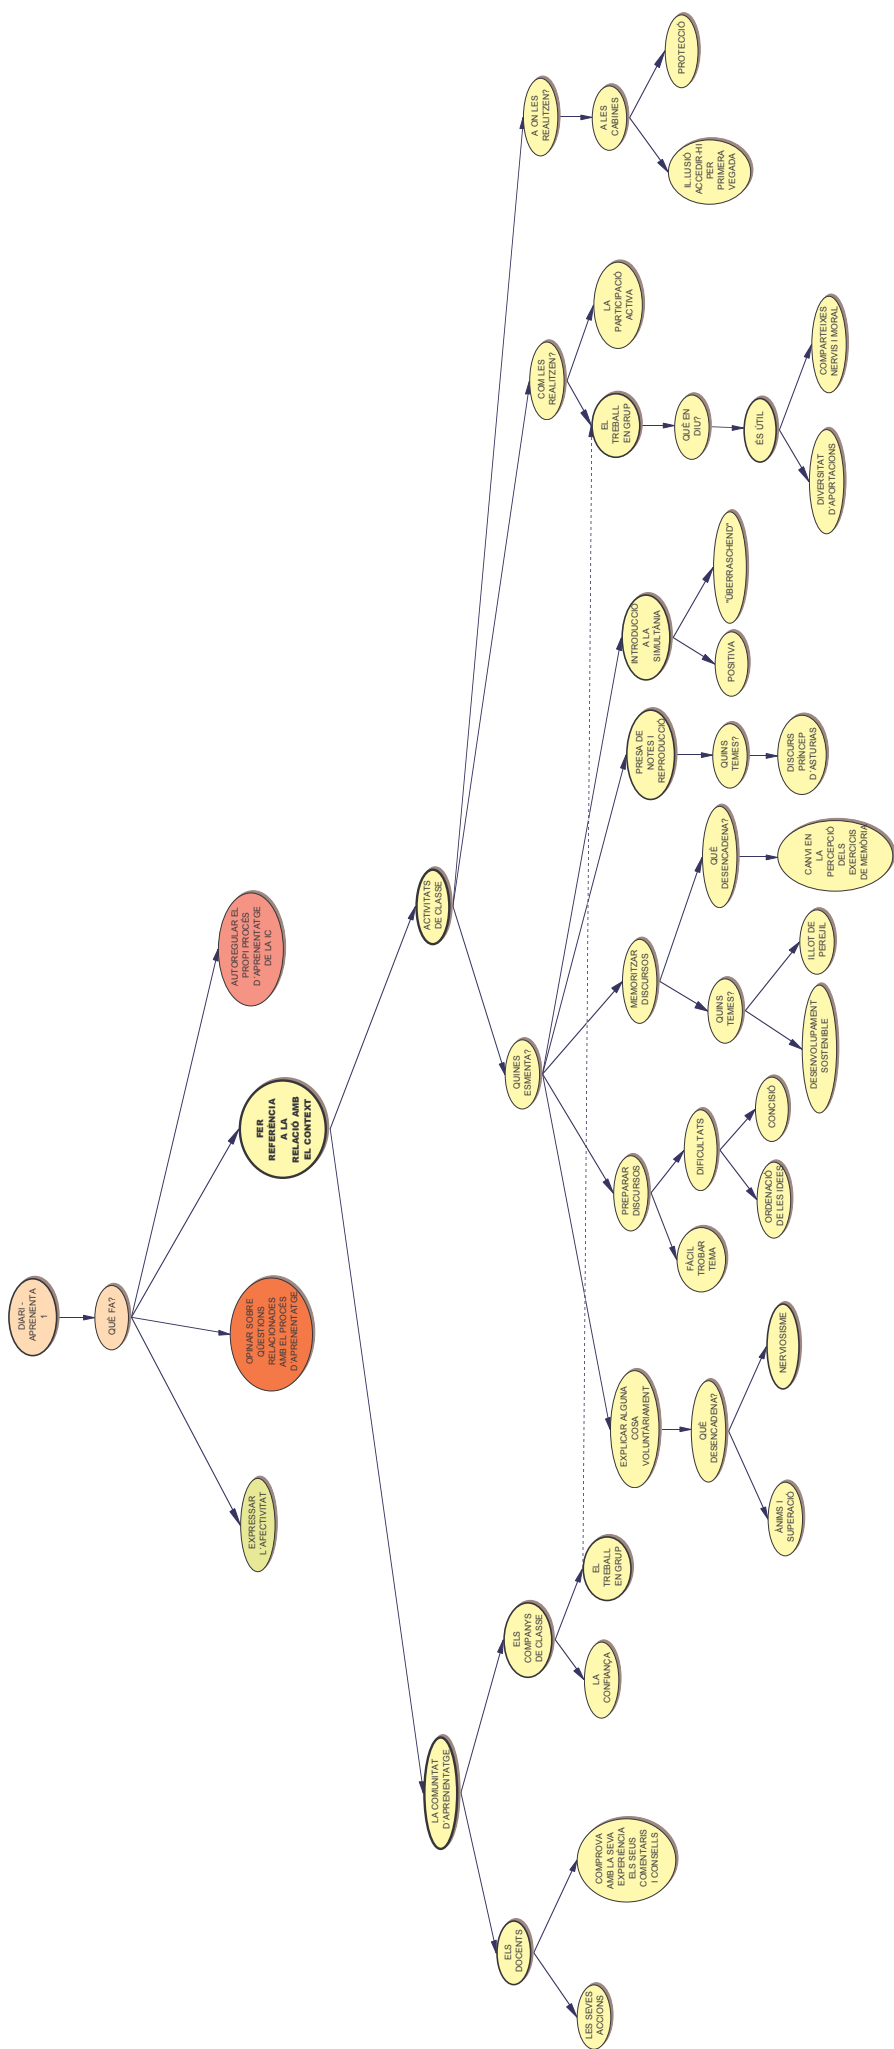 DIARI -
APRENENTA
1
QUÈ FA?
EXPRESSAR
L'AFECTIVITAT
OPINAR SOBRE
QÜESTIONS
RELACIONADES
AMB EL PROCÉS
D'APRENENTATGE
FER
REFERÈNCIA
A LA
RELACIÓ AMB
EL CONTEXT
AUTOREGULAR EL
PROPI PROCÉS
D'APRENENTATGE
DE LA IC
LA COMUNITAT
D'APRENENTATGE
ACTIVITATS
DE CLASSE
ELS
DOCENTS
ELS
COMPANYS
DE CLASSE
QUINES
ESMENTA?
COM LES
REALITZEN?
A ON LES
REALITZEN?
LES SEVES
ACCIONS
COMPROVA
AMB LA SEVA
EXPERIÈNCIA
ELS SEUS
COMENTARIS
I CONSELLS
LA
CONFIANÇA
EL
TREBALL
EN GRUP
EXPLICAR ALGUNA
COSA
VOLUNTÀRIAMENT
PREPARAR
DISCURSOS
MEMORITZAR
DISCURSOS
PRESA DE
NOTES I
REPRODUCCIÓ
INTRODUCCIÓ
A LA
SIMULTÀNIA
EL
TREBALL
EN GRUP
LA
PARTICIPACIÓ
ACTIVA
A LES
CABINES
QUÈ
DESENCADENA?
FÀCIL
TROBAR
TEMA
DIFICULTATS
QUINS
TEMES?
QUÈ
DESENCADENA?
QUINS
TEMES?
POSITIVA
"ÜBERRASCHEND"
QUÈ EN
DIU?
IL.LUSIÓ
ACCEDIR-HI
PER
PRIMERA
VEGADA
PROTECCIÓ
ÀNIMS I
SUPERACIÓ
NERVIOSISME
ORDENACIÓ
DE LES IDEES
CONCISIÓ
DESENVOLUPAMENT
SOSTENIBLE
ILLOT DE
PEREJIL
CANVI EN
LA
PERCEPCIÓ
DELS
EXERCICIS
DE MEMÒRIA
DISCURS
PRÍNCEP
D'ASTURIAS
ÉS ÚTIL
DIVERSITAT
D'APORTACIONS
COMPARTEIXES
NERVIS I MORAL